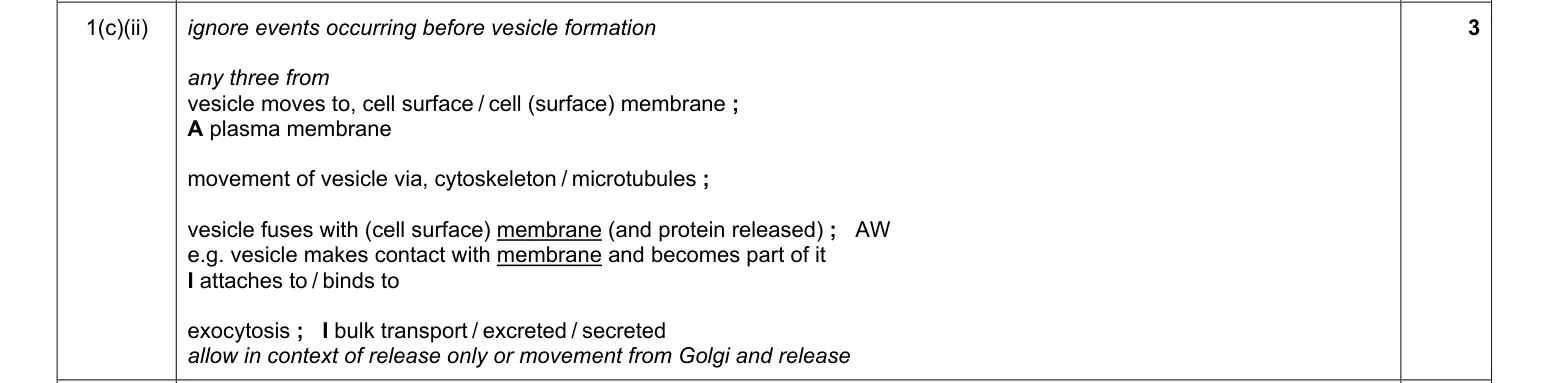 1(c)(ii) ignore events occurring before vesicle formation 3
any three from
vesicle moves to, cell surface / cell (surface) membrane ;
A plasma membrane
movement of vesicle via, cytoskeleton / microtubules ;
vesicle fuses with (cell surface) membrane (and protein released) ; AW
e.g. vesicle makes contact with membrane and becomes part of it
I attaches to / binds to
exocytosis ; I bulk transport / excreted / secreted
allow in context of release only or movement from Golgi and release